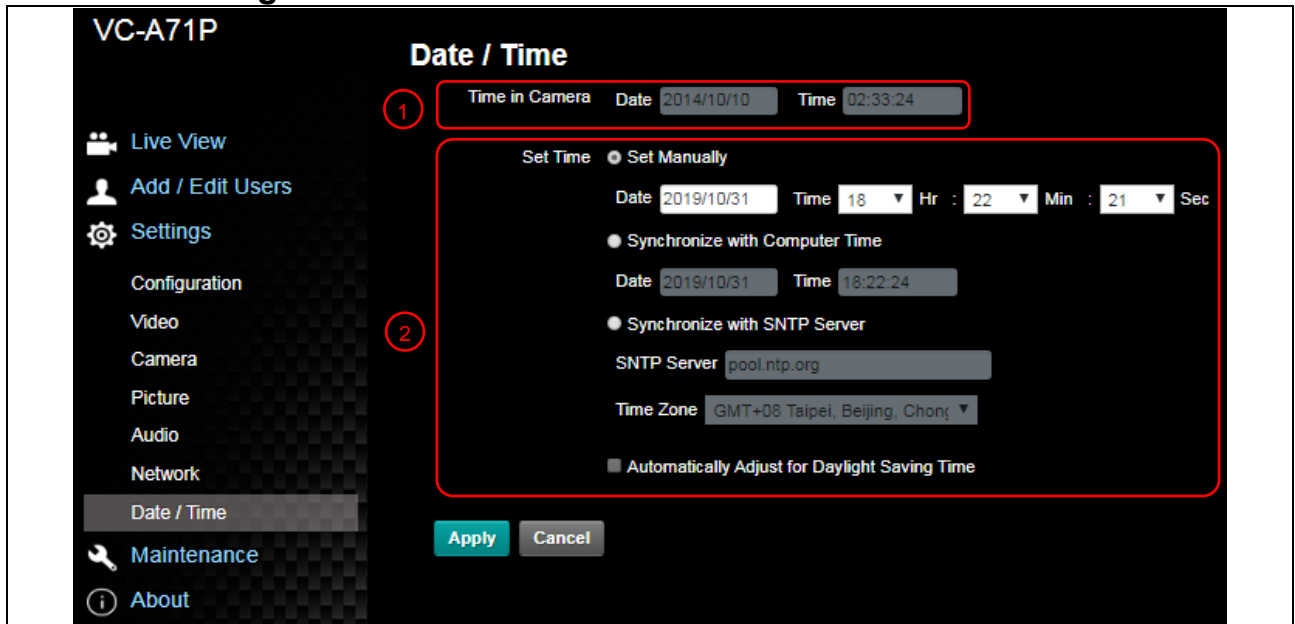 VC-A71P
Date / Time
1
Time in Camera Date 2014/10/10 Time 02:33:24
Live View
Add / Edit Users
Settings
Configuration
Video
Camera
Picture
Audio
Network
Date / Time
Maintenance
About
2
Set Time Set Manually
Date 2019/10/31 Time 18 Hr : 22 Min : 21 Sec
Synchronize with Computer Time
Date 2019/10/31 Time 18:22:24
Synchronize with SNTP Server
SNTP Server pool.ntp.org
Time Zone GMT+08 Taipei, Beijing, Chong
Automatically Adjust for Daylight Saving Time
Apply Cancel